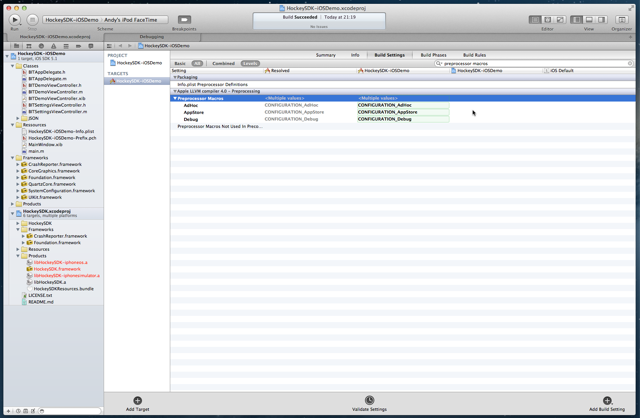 HockeySDK-iOSDemo.xcodeproj
HockeySDK-iOSDemo
Andy's iPod FaceTime
Build Succeeded | Today at 21:19
No issues
Run
Stop
Scheme
Breakpoints
Editor
View
Organizer
HockeySDK-iOSDemo.xcodeproj
Debugging
HockeySDK-iOSDemo
HockeySDK-iOSDemo
1 target, iOS SDK 5.1
Classes
BITAppDelegate.h
BITAppDelegate.m
BITDemoViewController.h
BITDemoViewController.m
BITDemoViewController.xib
BITSettingsViewController.h
BITSettingsViewController.m
JSON
Resources
HockeySDK-iOSDemo-Info.plist
HockeySDK-iOSDemo-Prefix.pch
MainWindow.xib
main.m
Frameworks
CrashReporter.framework
CoreGraphics.framework
Foundation.framework
QuartzCore.framework
SystemConfiguration.framework
UIKit.framework
Products
HockeySDK.xcodeproj
6 targets, multiple platforms
HockeySDK
Frameworks
CrashReporter.framework
Foundation.framework
Resources
Products
libHockeySDK-iphoneos.a
HockeySDK.framework
libHockeySDK-iphonesimulator.a
libHockeySDK.a
HockeySDKResources.bundle
LICENSE.txt
README.md
PROJECT
HockeySDK-iOSDemo
TARGETS
HockeySDK-iOSDemo
Summary
Info
Build Settings
Build Phases
Build Rules
Basic
All
Combined
Levels
preprocessor macros
Setting
Resolved
HockeySDK-iOSDemo
HockeySDK-iOSDemo
iOS Default
Packaging
Info.plist Preprocessor Definitions
Apple LLVM compiler 4.0 - Preprocessing
Preprocessor Macros
<Multiple values>
<Multiple values>
AdHoc
CONFIGURATION_AdHoc
CONFIGURATION_AdHoc
AppStore
CONFIGURATION_AppStore
CONFIGURATION_AppStore
Debug
CONFIGURATION_Debug
CONFIGURATION_Debug
Preprocessor Macros Not Used in Preco...
Add Target
Validate Settings
Add Build Setting